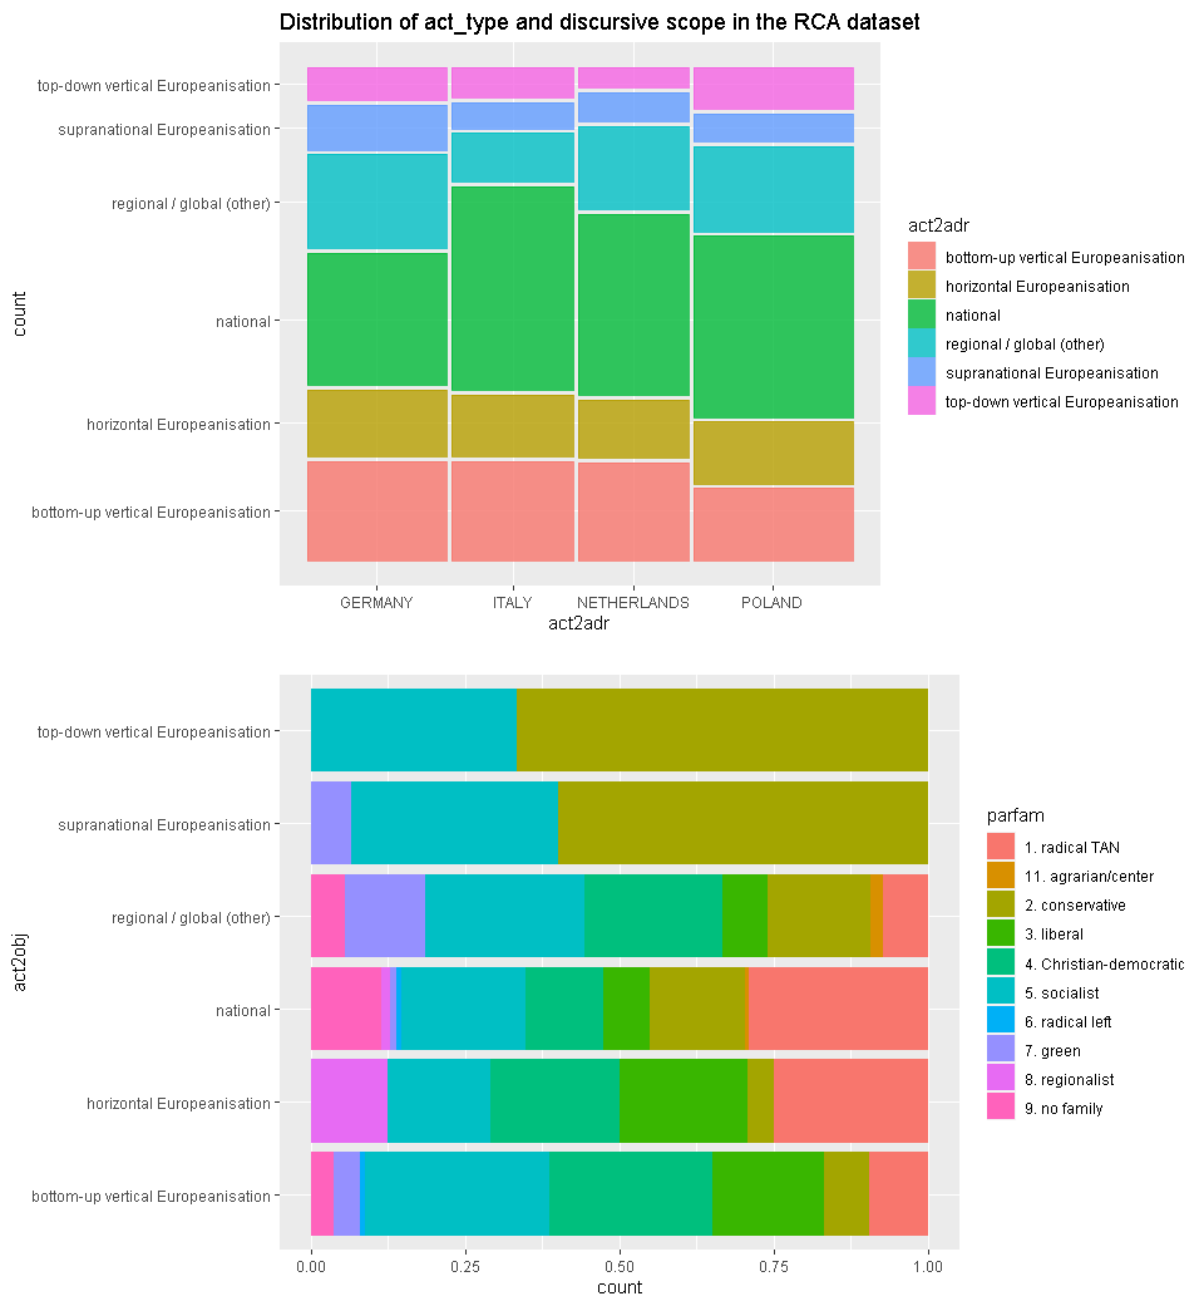 Distribution of act_type and discursive scope in the RCA dataset
top-down vertical Europeanisation
supranational Europeanisation
regional / global (other)
national
horizontal Europeanisation
bottom-up vertical Europeanisation
count
GERMANY
ITALY
NETHERLANDS
POLAND
act2adr
act2adr
bottom-up vertical Europeanisation
horizontal Europeanisation
national
regional / global (other)
supranational Europeanisation
top-down vertical Europeanisation
top-down vertical Europeanisation
supranational Europeanisation
regional / global (other)
national
horizontal Europeanisation
bottom-up vertical Europeanisation
act2obj
0.00
0.25
0.50
0.75
1.00
count
parfam
1. radical TAN
11. agrarian/center
2. conservative
3. liberal
4. Christian-democratic
5. socialist
6. radical left
7. green
8. regionalist
9. no family